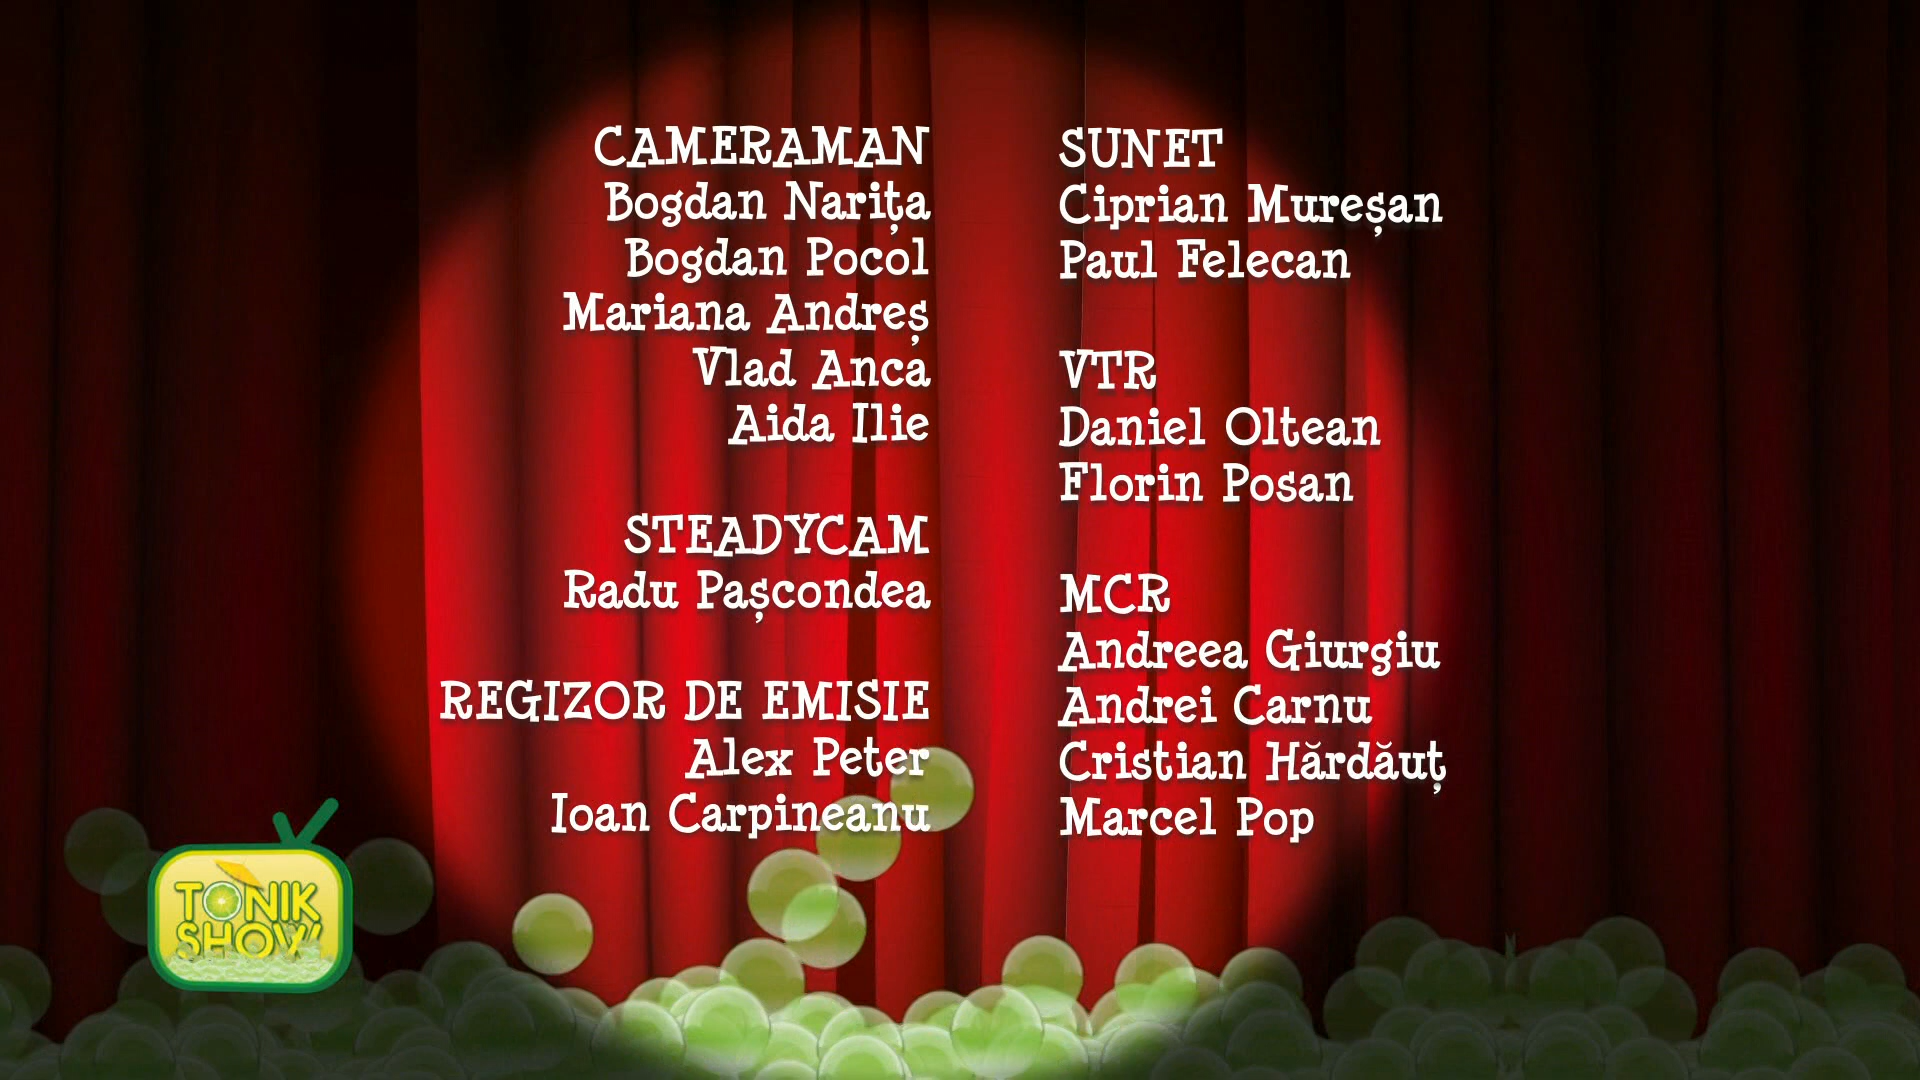 CAMERAMAN
Bogdan Narița
Bogdan Pocol
Mariana Andreș
Vlad Anca
Aida Ilie
STEADYCAM
Radu Pașcondea
REGIZOR DE EMISIE
Alex Peter
Ioan Carpineanu
SUNET
Ciprian Mureșan
Paul Felecan
VTR
Daniel Oltean
Florin Posan
MCR
Andreea Giurgiu
Andrei Carnu
Cristian Hărdăuț
Marcel Pop
TONIK
SHOW